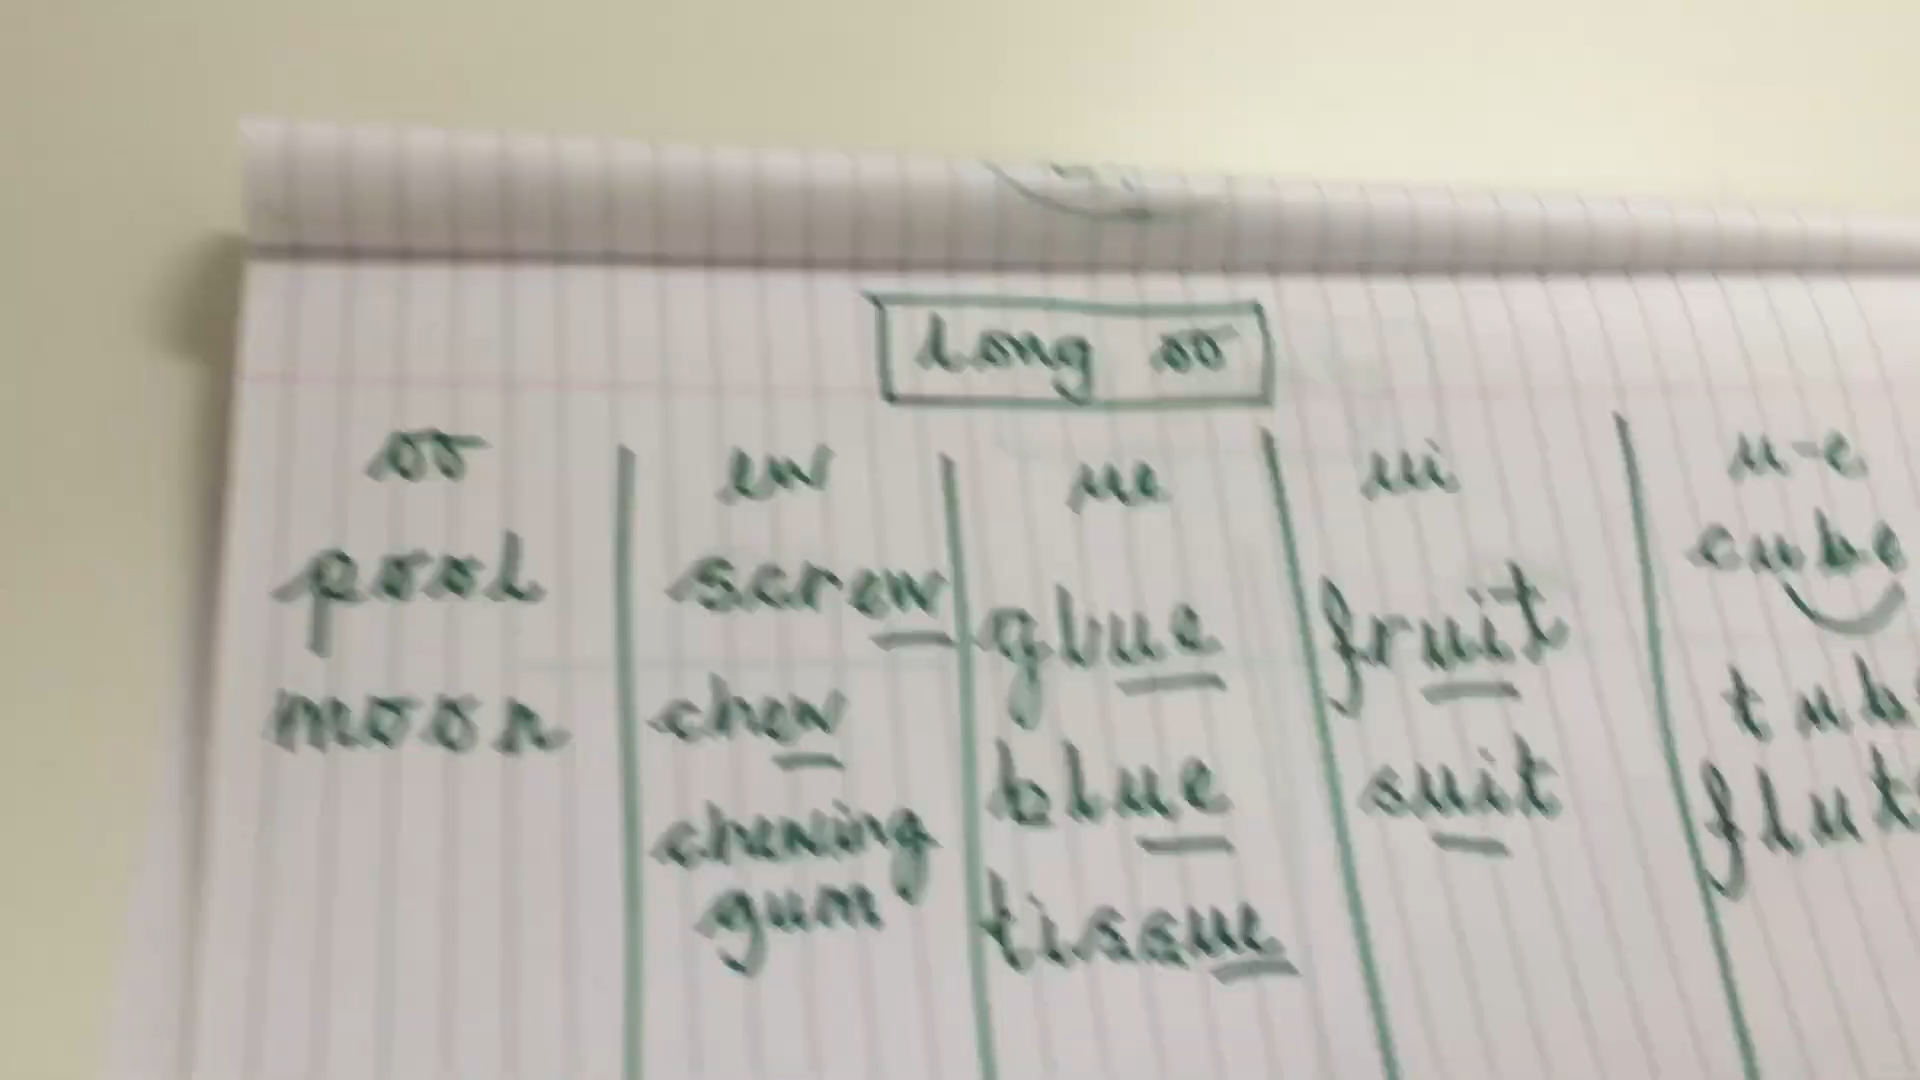 Long oo
oo ew ue ui u-e
pool screw glue fruit cube
moon chew blue suit
chewing tissue
gum